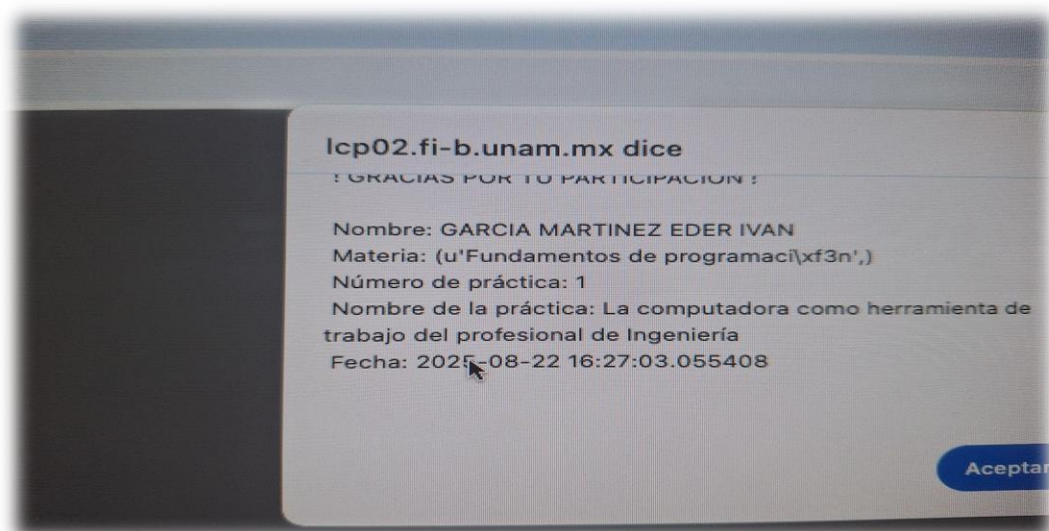 lcp02.fi-b.unam.mx dice
! GRACIAS POR TU PARTICIPACION !
Nombre: GARCIA MARTINEZ EDER IVAN
Materia: (u'Fundamentos de programaci\xf3n',)
Número de práctica: 1
Nombre de la práctica: La computadora como herramienta de
trabajo del profesional de Ingeniería
Fecha: 2025-08-22 16:27:03.055408
Aceptar